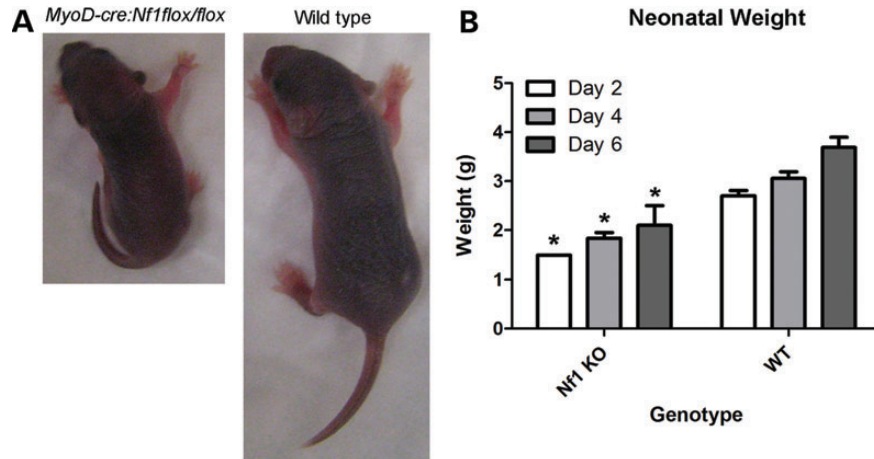 A
MyoD-cre:Nf1flox/flox
Wild type
B
Neonatal Weight
Weight (g)
5
4
3
2
1
0
Day 2
Day 4
Day 6
*
*
*
Nf1 KO
WT
Genotype